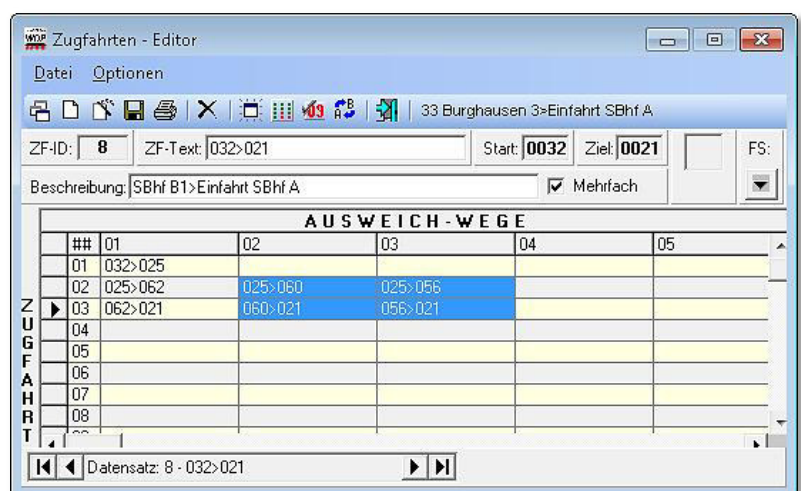 WDP Zugfahrten - Editor
Datei Optionen
33 Burghausen 3>Einfahrt SBhf A
ZF-ID: 8 ZF-Text: 032>021 Start: 0032 Ziel: 0021 FS:
Beschreibung: SBhf B1>Einfahrt SBhf A Mehrfach
AUSWEICH-WEGE
## 01 02 03 04 05
01 032>025
02 025>062 025>060 025>056
03 062>021 060>021 056>021
04
05
06
07
08
ZUGFAHRT
Datensatz: 8 - 032>021